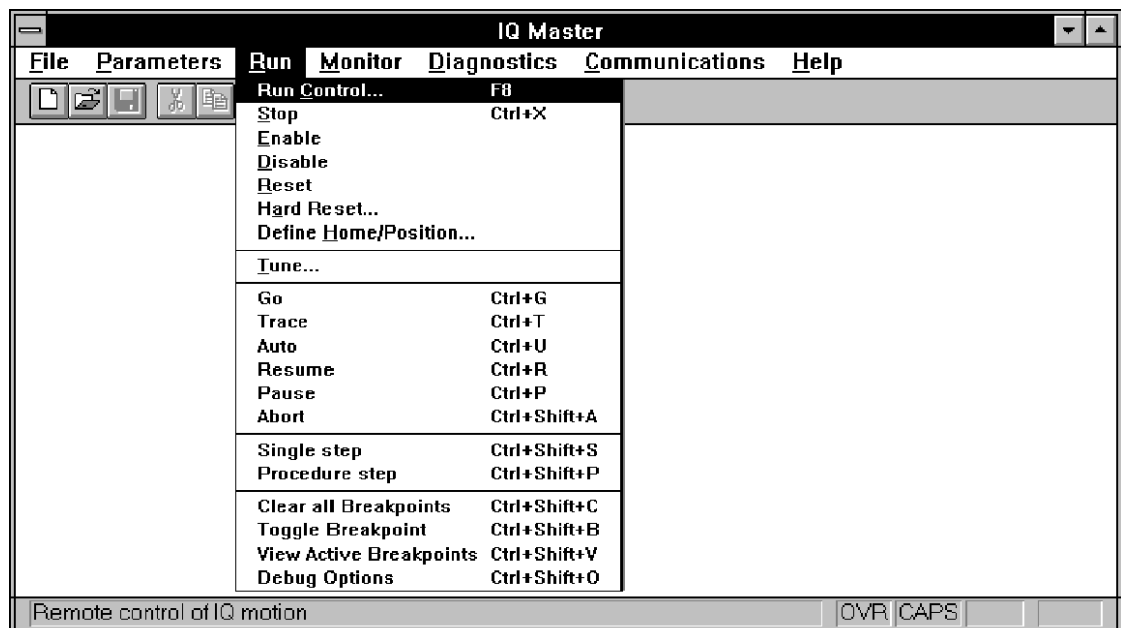 IQ Master
File Parameters Run Monitor Diagnostics Communications Help
Run Control... F8
Stop Ctrl+X
Enable
Disable
Reset
Hard Reset...
Define Home/Position...
Tune...
Go Ctrl+G
Trace Ctrl+T
Auto Ctrl+U
Resume Ctrl+R
Pause Ctrl+P
Abort Ctrl+Shift+A
Single step Ctrl+Shift+S
Procedure step Ctrl+Shift+P
Clear all Breakpoints Ctrl+Shift+C
Toggle Breakpoint Ctrl+Shift+B
View Active Breakpoints Ctrl+Shift+V
Debug Options Ctrl+Shift+O
Remote control of IQ motion OVR CAPS